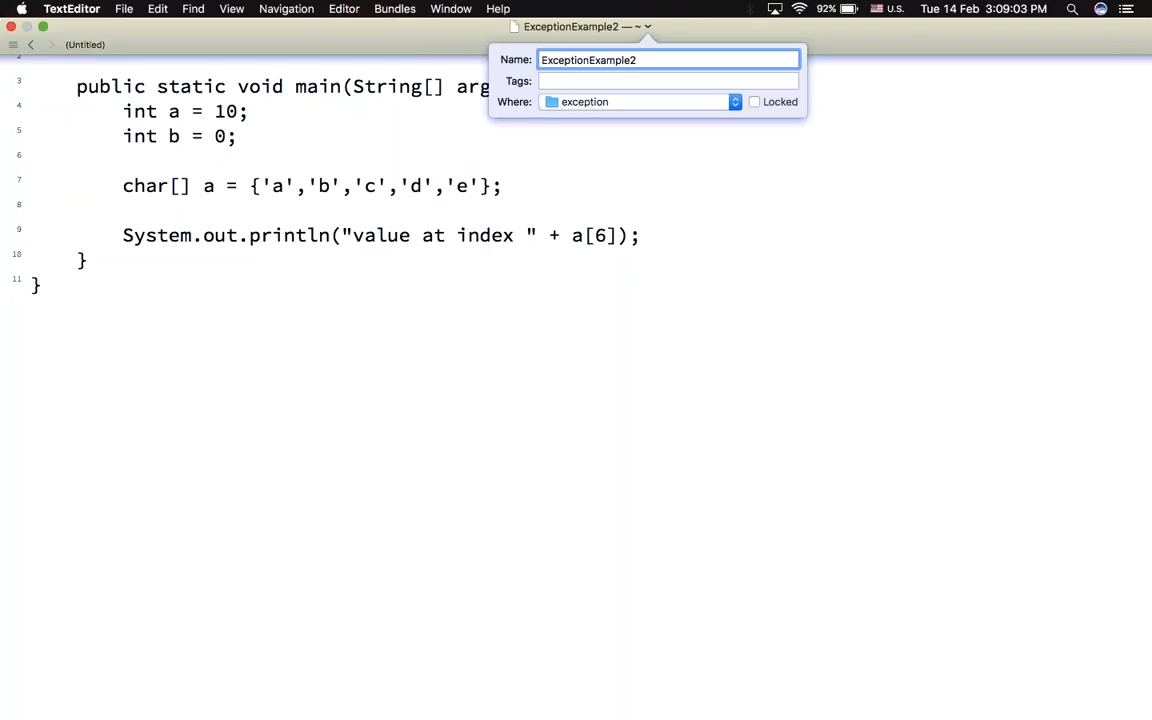 TextEditor File Edit Find View Navigation Editor Bundles Window Help 92% U.S. Tue 14 Feb 3:09:03 PM
ExceptionExample2 — ~
(Untitled)
Name: ExceptionExample2
Tags:
Where: exception Locked
2
3 public static void main(String[] arg
4 int a = 10;
5 int b = 0;
6
7 char[] a = {'a','b','c','d','e'};
8
9 System.out.println("value at index " + a[6]);
10 }
11 }